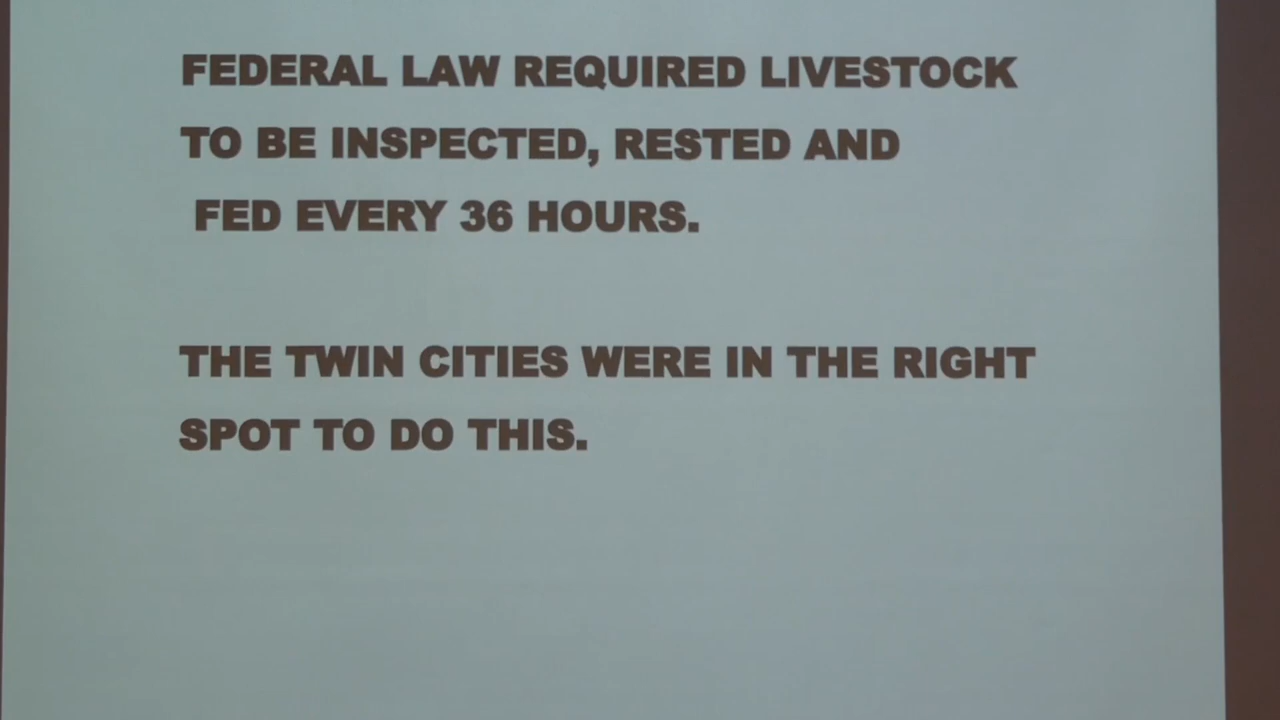 FEDERAL LAW REQUIRED LIVESTOCK
TO BE INSPECTED, RESTED AND
FED EVERY 36 HOURS.
THE TWIN CITIES WERE IN THE RIGHT
SPOT TO DO THIS.